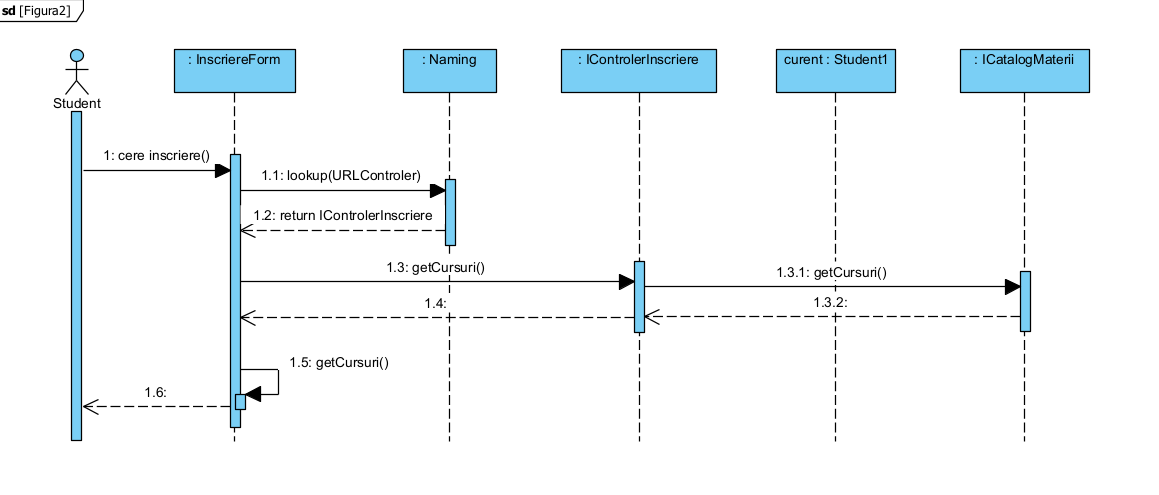 sd [Figura2]
: InscriereForm
: Naming
: IControlerInscriere
curent : Student1
: ICatalogMaterii
Student
1: cere inscriere()
1.1: lookup(URLControler)
1.2: return IControlerInscriere
1.3: getCursuri()
1.3.1: getCursuri()
1.4:
1.3.2:
1.5: getCursuri()
1.6: